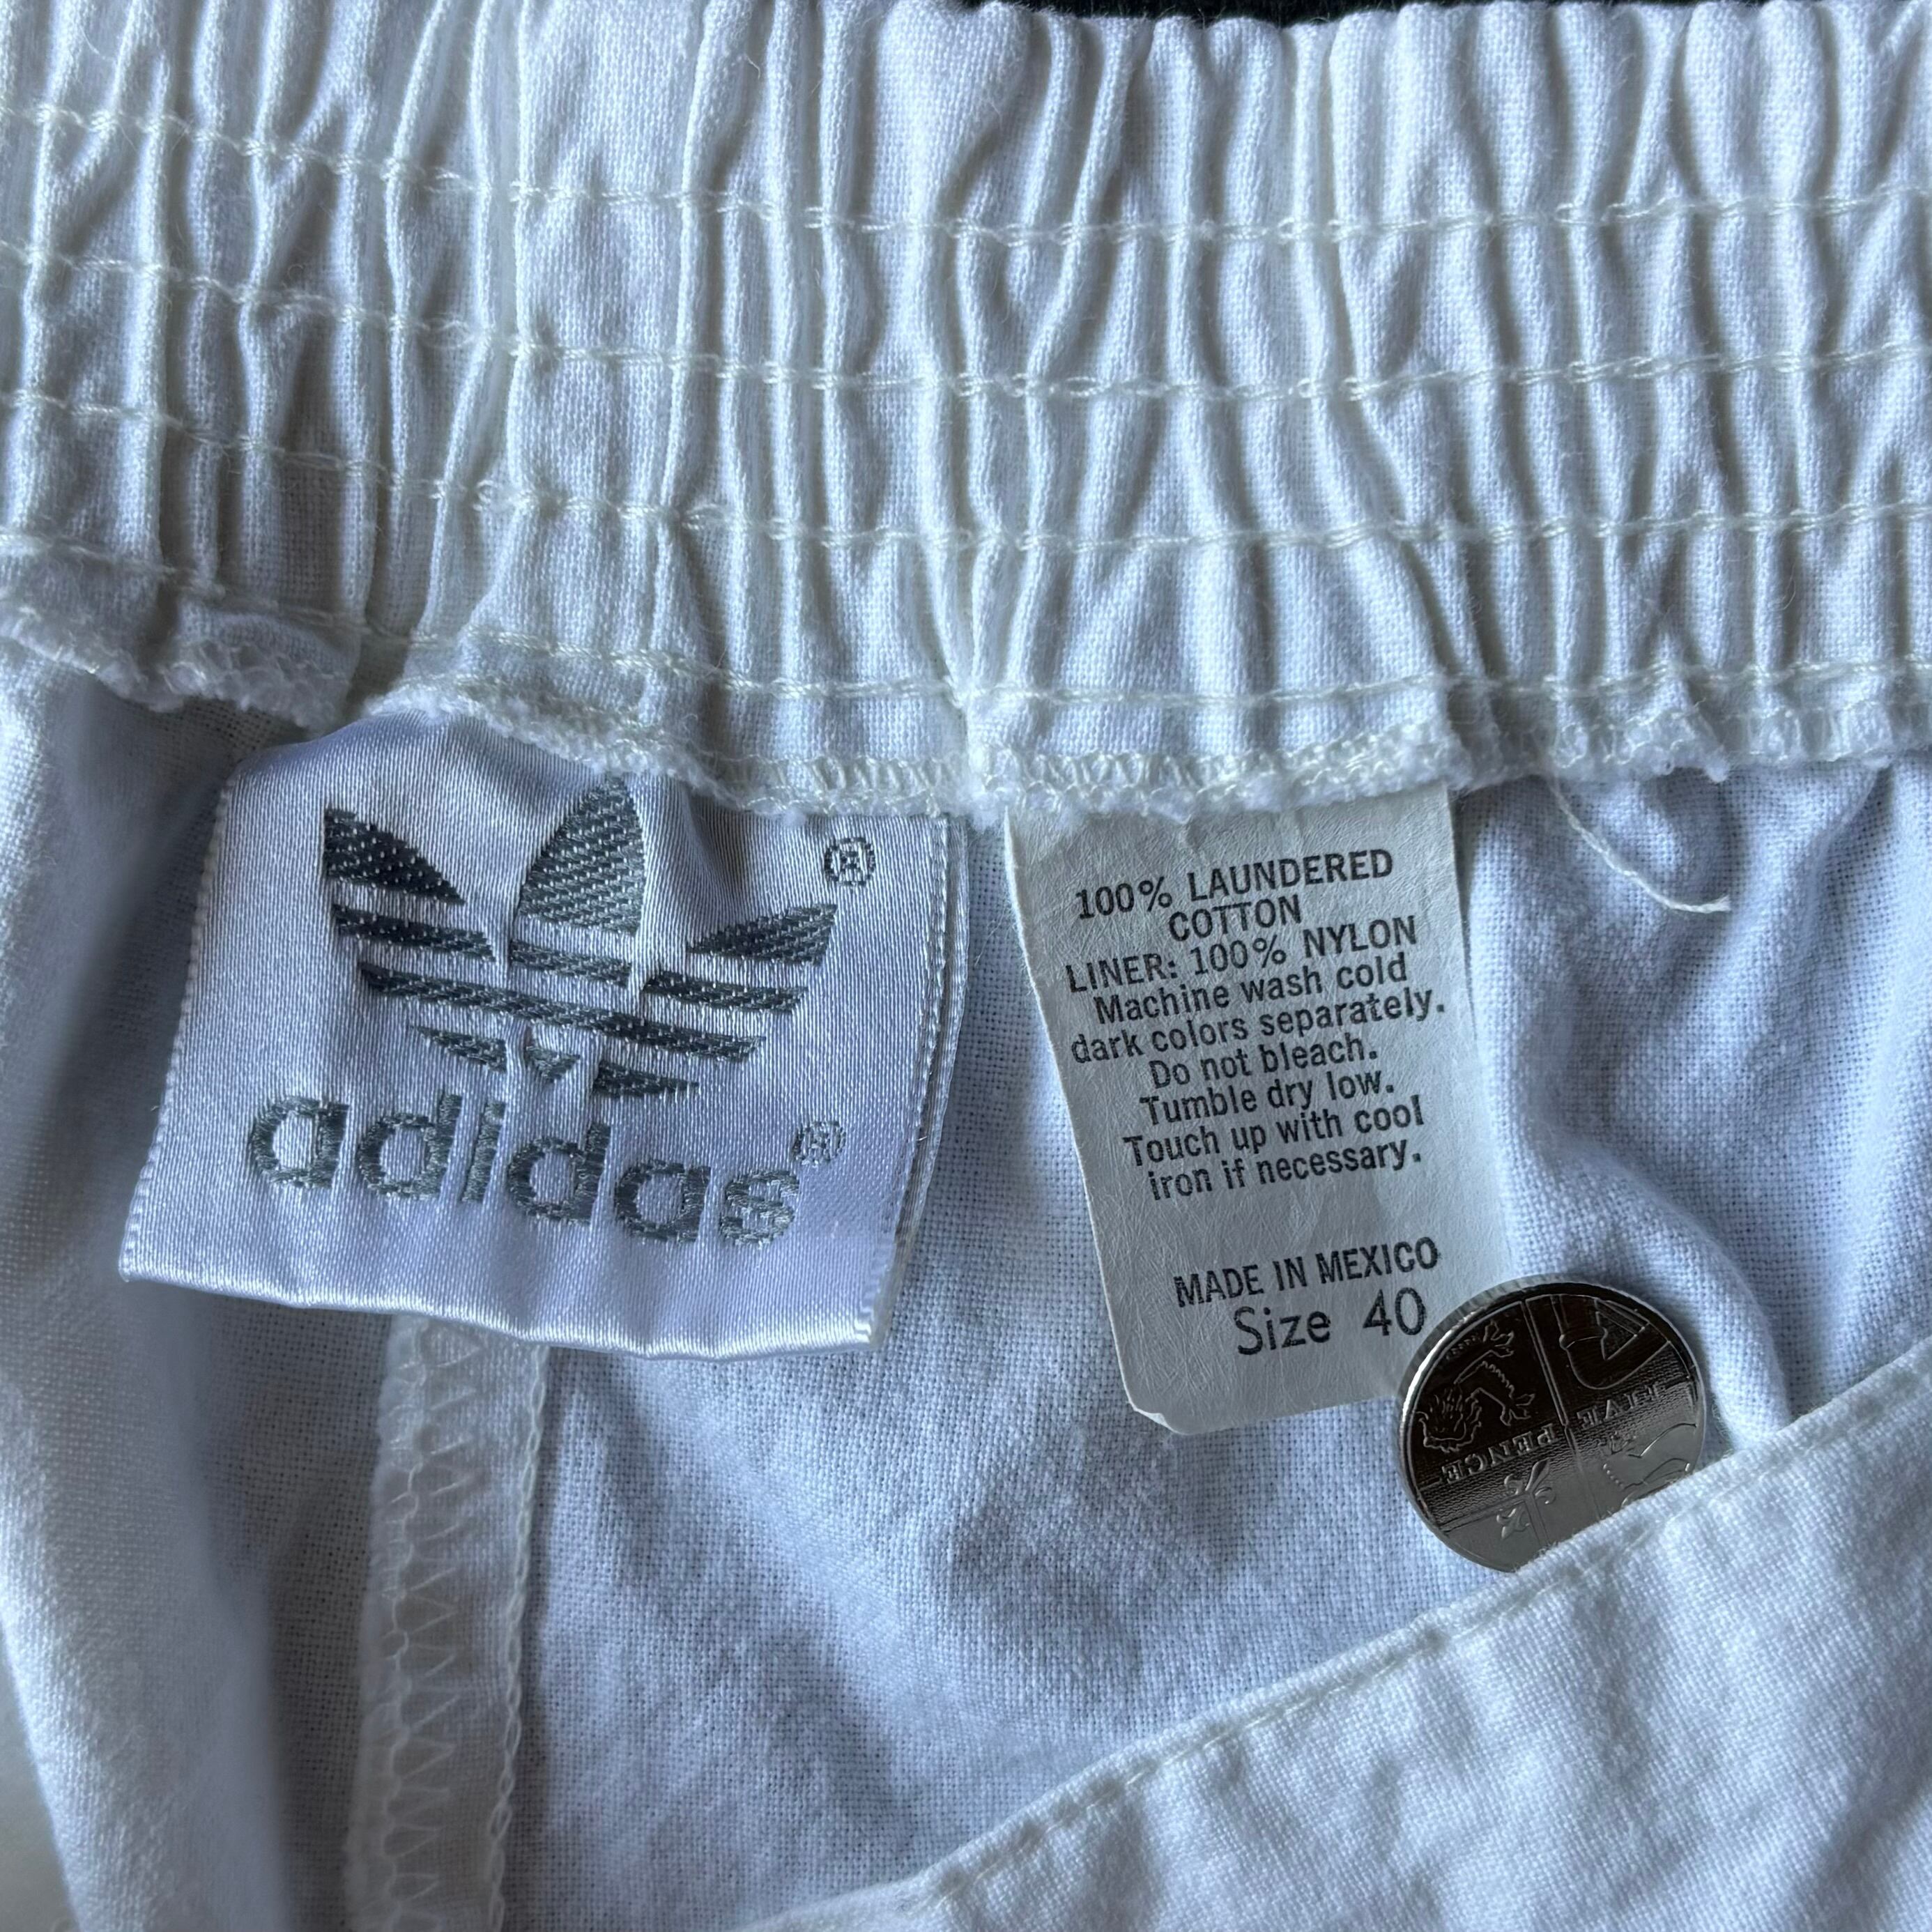 ®
adidas®
100% LAUNDERED
COTTON
LINER: 100% NYLON
Machine wash cold
dark colors separately.
Do not bleach.
Tumble dry low.
Touch up with cool
iron if necessary.
MADE IN MEXICO
Size 40
FIVE
PENCE